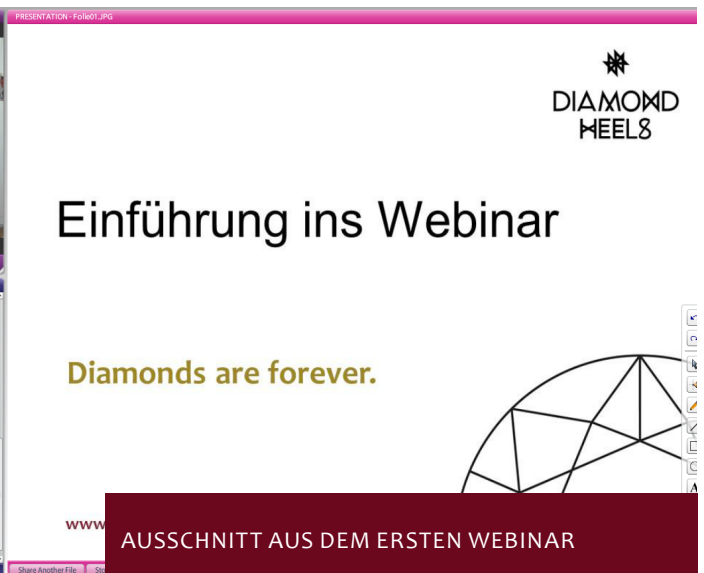 PRESENTATION - Folie01.JPG
DIAMOND
HEELS
Einführung ins Webinar
Diamonds are forever.
www
AUSSCHNITT AUS DEM ERSTEN WEBINAR
Share Another File
A